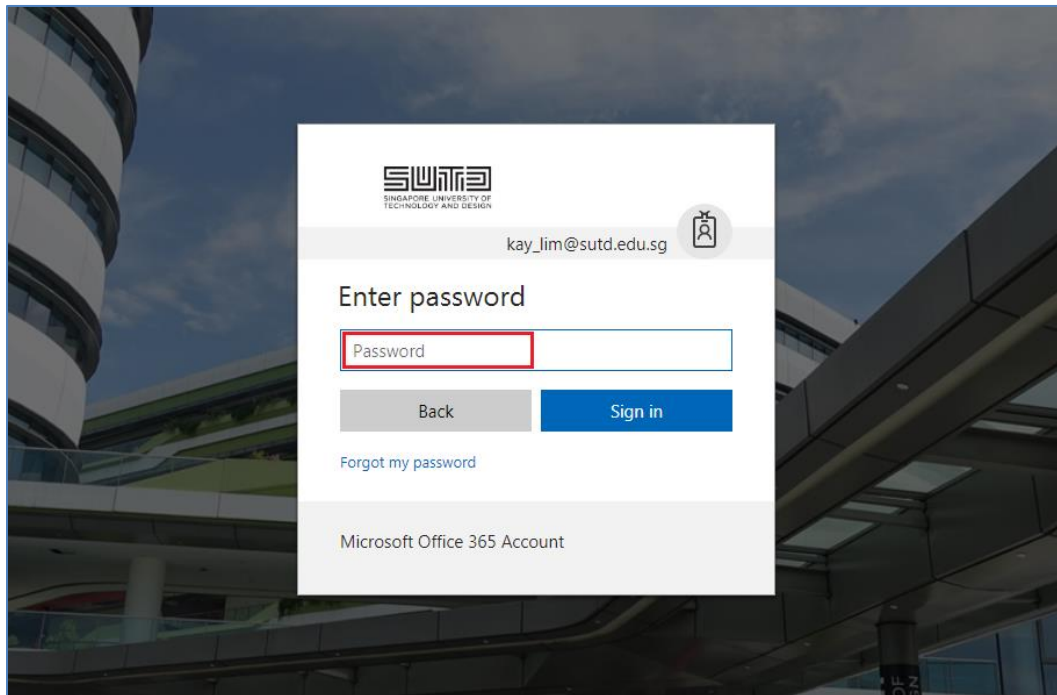 SUTD
SINGAPORE UNIVERSITY OF
TECHNOLOGY AND DESIGN
kay_lim@sutd.edu.sg
Enter password
Password
Back
Sign in
Forgot my password
Microsoft Office 365 Account